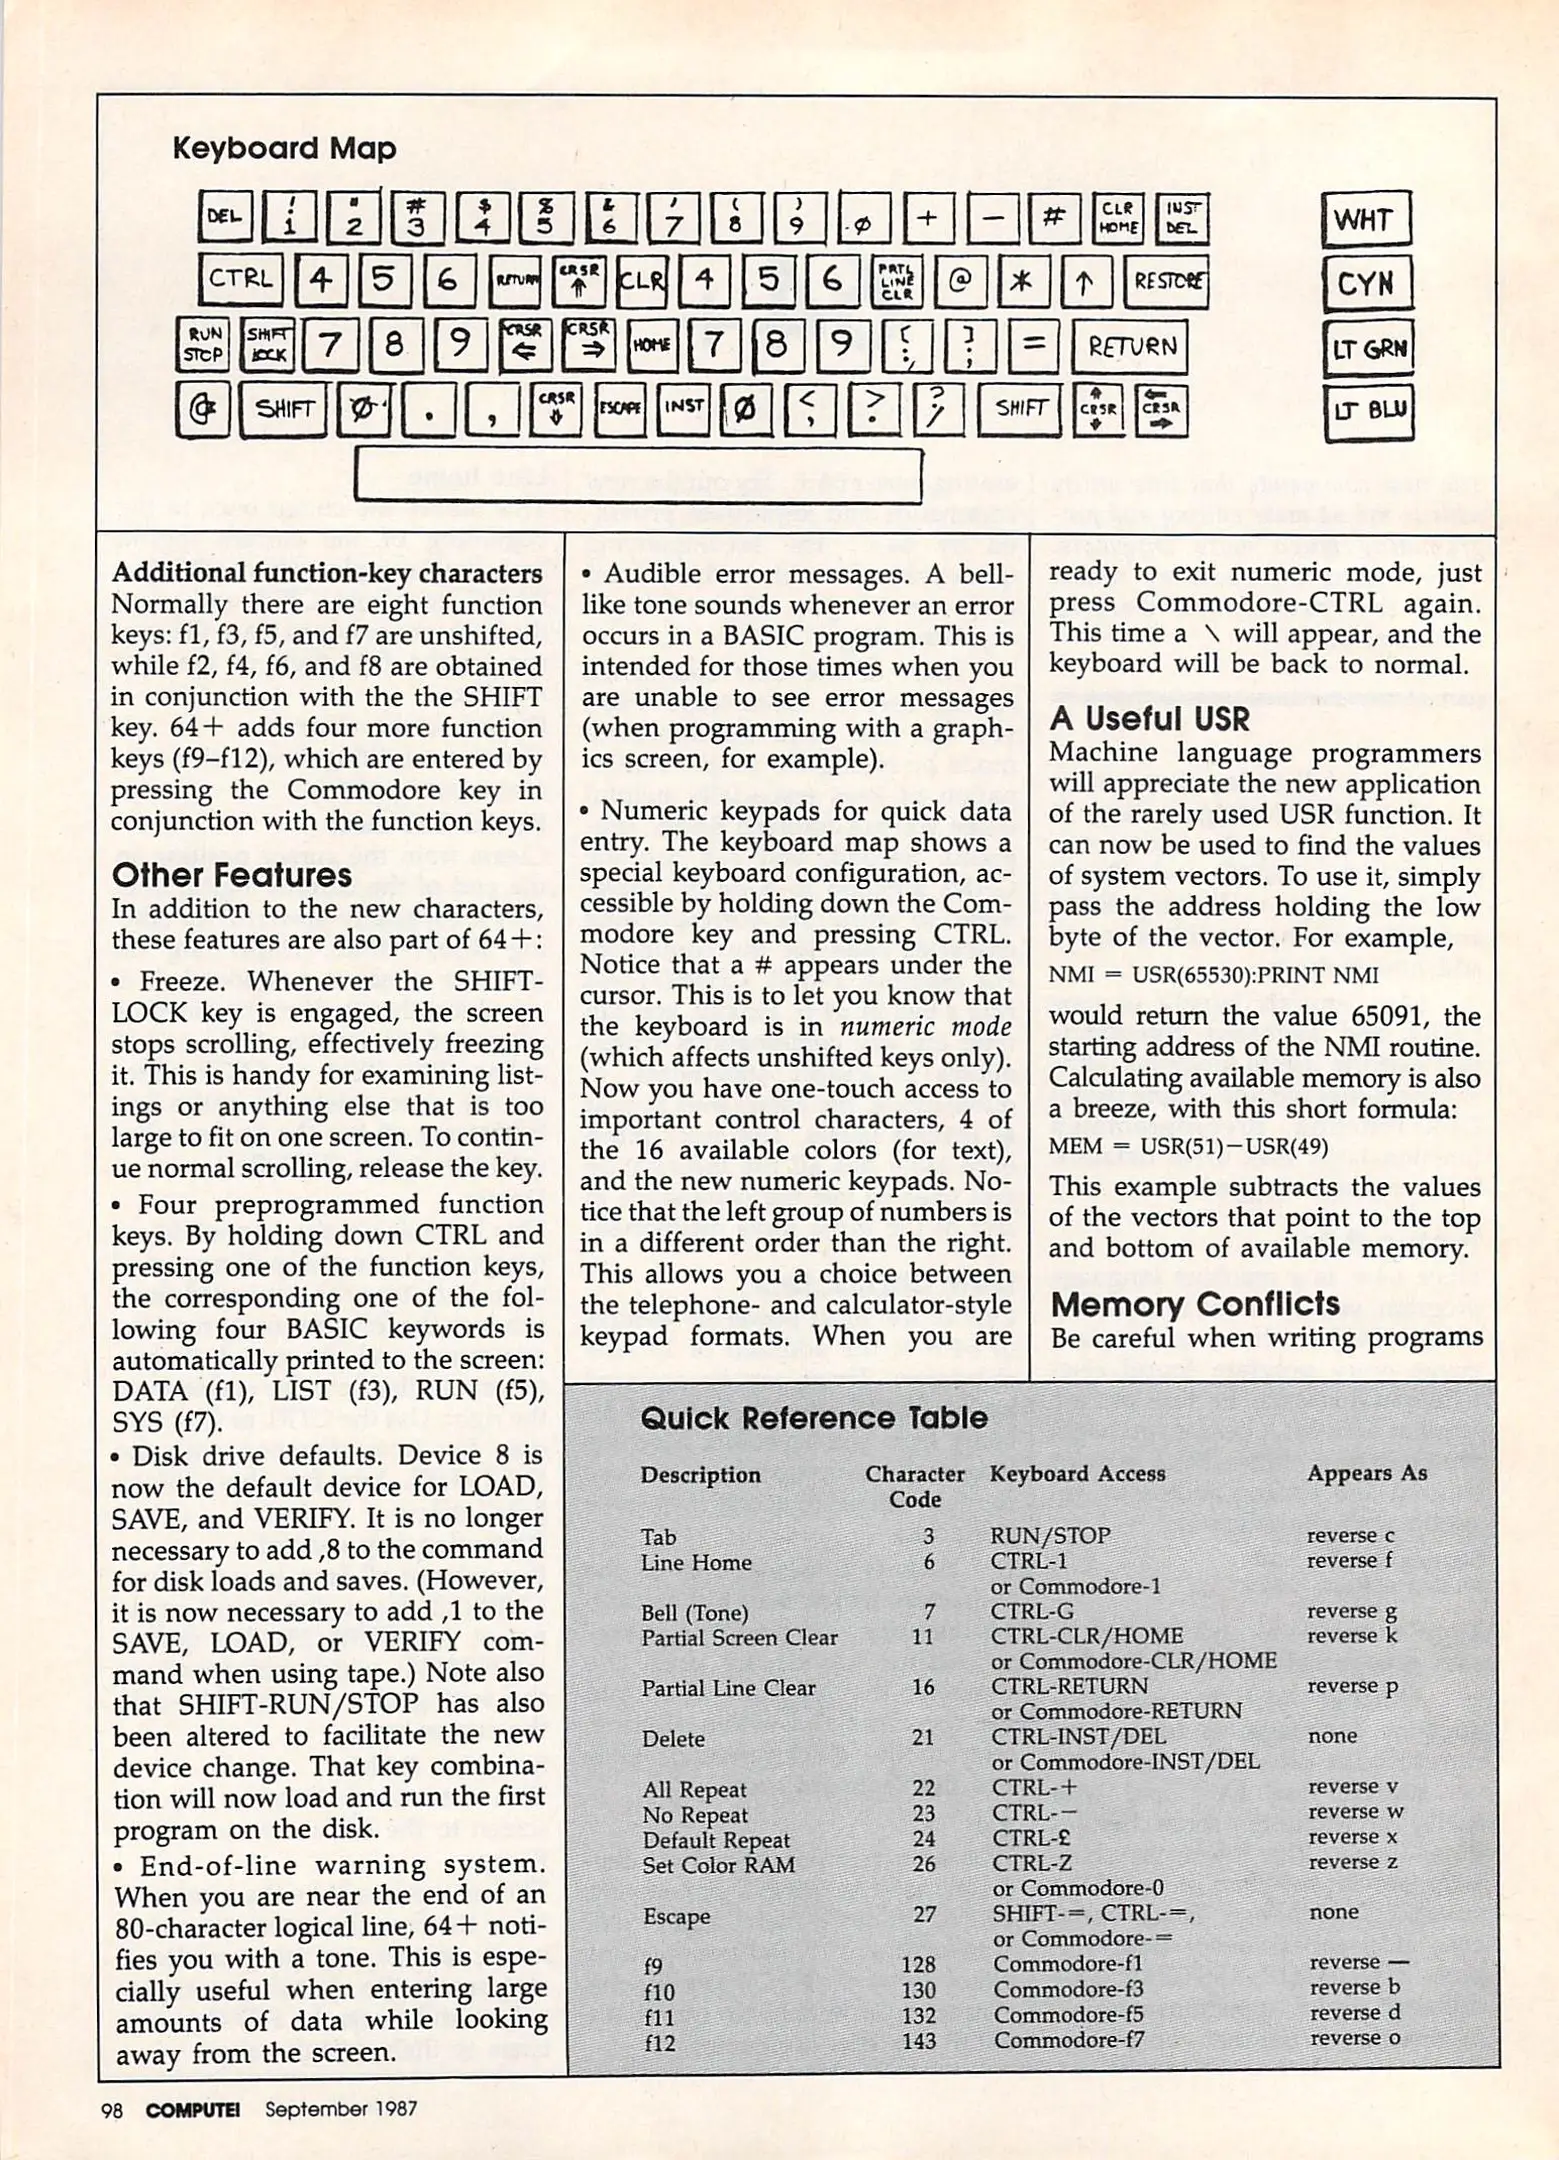 Keyboard Map
DEL ! 1 " 2 # 3 $ 4 % 5 & 6 ' 7 ( 8 ) 9 0 + - # CLR HOME INST DEL WHT
CTRL 4 5 6 RETURN CRSR ↑ CLR 4 5 6 PRTL LINE CLR @ * ↑ RESTORE CYN
RUN STOP SHIFT LOCK 7 8 9 CRSR ← CRSR → HOME 7 8 9 [ : ] ; = RETURN LT GRN
SHIFT 0 . , CRSR ↓ ESCAPE INST 0 < , > . ? / SHIFT ↑ CRSR ↓ ← CRSR → LT BLU
Additional function-key characters
Normally there are eight function
keys: f1, f3, f5, and f7 are unshifted,
while f2, f4, f6, and f8 are obtained
in conjunction with the the SHIFT
key. 64+ adds four more function
keys (f9–f12), which are entered by
pressing the Commodore key in
conjunction with the function keys.
Other Features
In addition to the new characters,
these features are also part of 64+:
• Freeze. Whenever the SHIFT-
LOCK key is engaged, the screen
stops scrolling, effectively freezing
it. This is handy for examining list-
ings or anything else that is too
large to fit on one screen. To contin-
ue normal scrolling, release the key.
• Four preprogrammed function
keys. By holding down CTRL and
pressing one of the function keys,
the corresponding one of the fol-
lowing four BASIC keywords is
automatically printed to the screen:
DATA (f1), LIST (f3), RUN (f5),
SYS (f7).
• Disk drive defaults. Device 8 is
now the default device for LOAD,
SAVE, and VERIFY. It is no longer
necessary to add ,8 to the command
for disk loads and saves. (However,
it is now necessary to add ,1 to the
SAVE, LOAD, or VERIFY com-
mand when using tape.) Note also
that SHIFT-RUN/STOP has also
been altered to facilitate the new
device change. That key combina-
tion will now load and run the first
program on the disk.
• End-of-line warning system.
When you are near the end of an
80-character logical line, 64+ noti-
fies you with a tone. This is espe-
cially useful when entering large
amounts of data while looking
away from the screen.
• Audible error messages. A bell-
like tone sounds whenever an error
occurs in a BASIC program. This is
intended for those times when you
are unable to see error messages
(when programming with a graph-
ics screen, for example).
• Numeric keypads for quick data
entry. The keyboard map shows a
special keyboard configuration, ac-
cessible by holding down the Com-
modore key and pressing CTRL.
Notice that a # appears under the
cursor. This is to let you know that
the keyboard is in numeric mode
(which affects unshifted keys only).
Now you have one-touch access to
important control characters, 4 of
the 16 available colors (for text),
and the new numeric keypads. No-
tice that the left group of numbers is
in a different order than the right.
This allows you a choice between
the telephone- and calculator-style
keypad formats. When you are
ready to exit numeric mode, just
press Commodore-CTRL again.
This time a \ will appear, and the
keyboard will be back to normal.
A Useful USR
Machine language programmers
will appreciate the new application
of the rarely used USR function. It
can now be used to find the values
of system vectors. To use it, simply
pass the address holding the low
byte of the vector. For example,
NMI = USR(65530):PRINT NMI
would return the value 65091, the
starting address of the NMI routine.
Calculating available memory is also
a breeze, with this short formula:
MEM = USR(51)−USR(49)
This example subtracts the values
of the vectors that point to the top
and bottom of available memory.
Memory Conflicts
Be careful when writing programs
Quick Reference Table
Description Character Keyboard Access Appears As
Code
Tab 3 RUN/STOP reverse c
Line Home 6 CTRL-1 reverse f
or Commodore-1
Bell (Tone) 7 CTRL-G reverse g
Partial Screen Clear 11 CTRL-CLR/HOME reverse k
or Commodore-CLR/HOME
Partial Line Clear 16 CTRL-RETURN reverse p
or Commodore-RETURN
Delete 21 CTRL-INST/DEL none
or Commodore-INST/DEL
All Repeat 22 CTRL-+ reverse v
No Repeat 23 CTRL-− reverse w
Default Repeat 24 CTRL-£ reverse x
Set Color RAM 26 CTRL-Z reverse z
or Commodore-0
Escape 27 SHIFT-=, CTRL-=, none
or Commodore-=
f9 128 Commodore-f1 reverse —
f10 130 Commodore-f3 reverse b
f11 132 Commodore-f5 reverse d
f12 143 Commodore-f7 reverse o
98 COMPUTE! September 1987